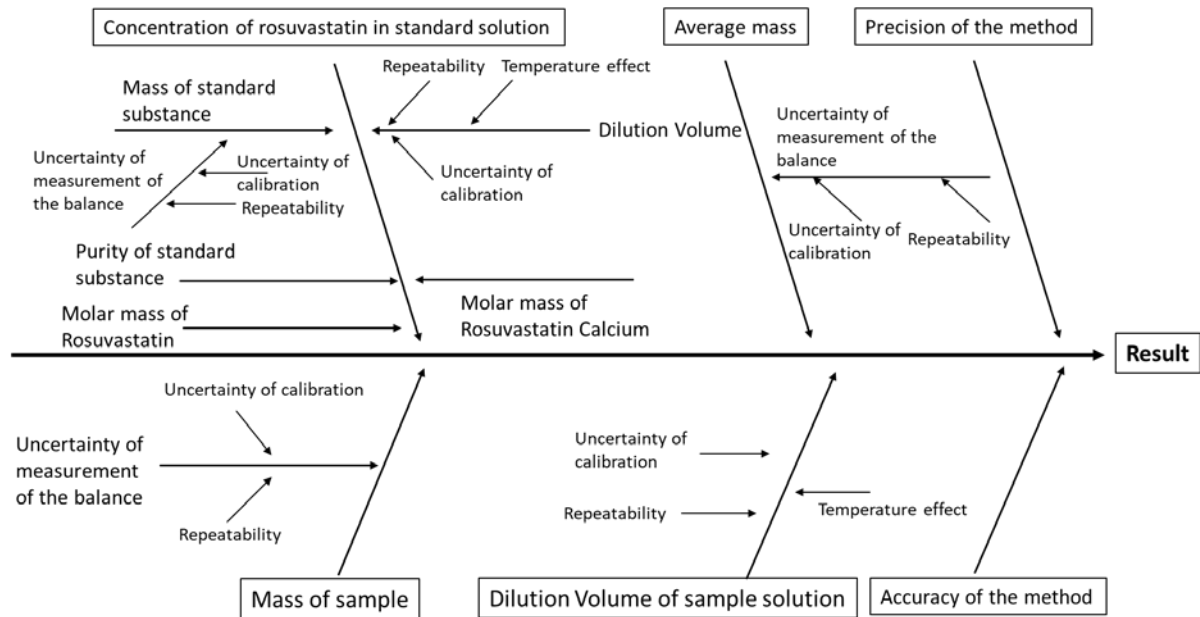 Concentration of rosuvastatin in standard solution
Average mass
Precision of the method
Repeatability
Temperature effect
Mass of standard
substance
Dilution Volume
Uncertainty of
measurement of
the balance
Uncertainty of
calibration
Repeatability
Uncertainty of
calibration
Uncertainty of
measurement of the
balance
Uncertainty of
calibration
Repeatability
Purity of standard
substance
Molar mass of
Rosuvastatin
Molar mass of
Rosuvastatin Calcium
Result
Uncertainty of calibration
Uncertainty of
measurement
of the balance
Repeatability
Uncertainty of
calibration
Repeatability
Temperature effect
Mass of sample
Dilution Volume of sample solution
Accuracy of the method